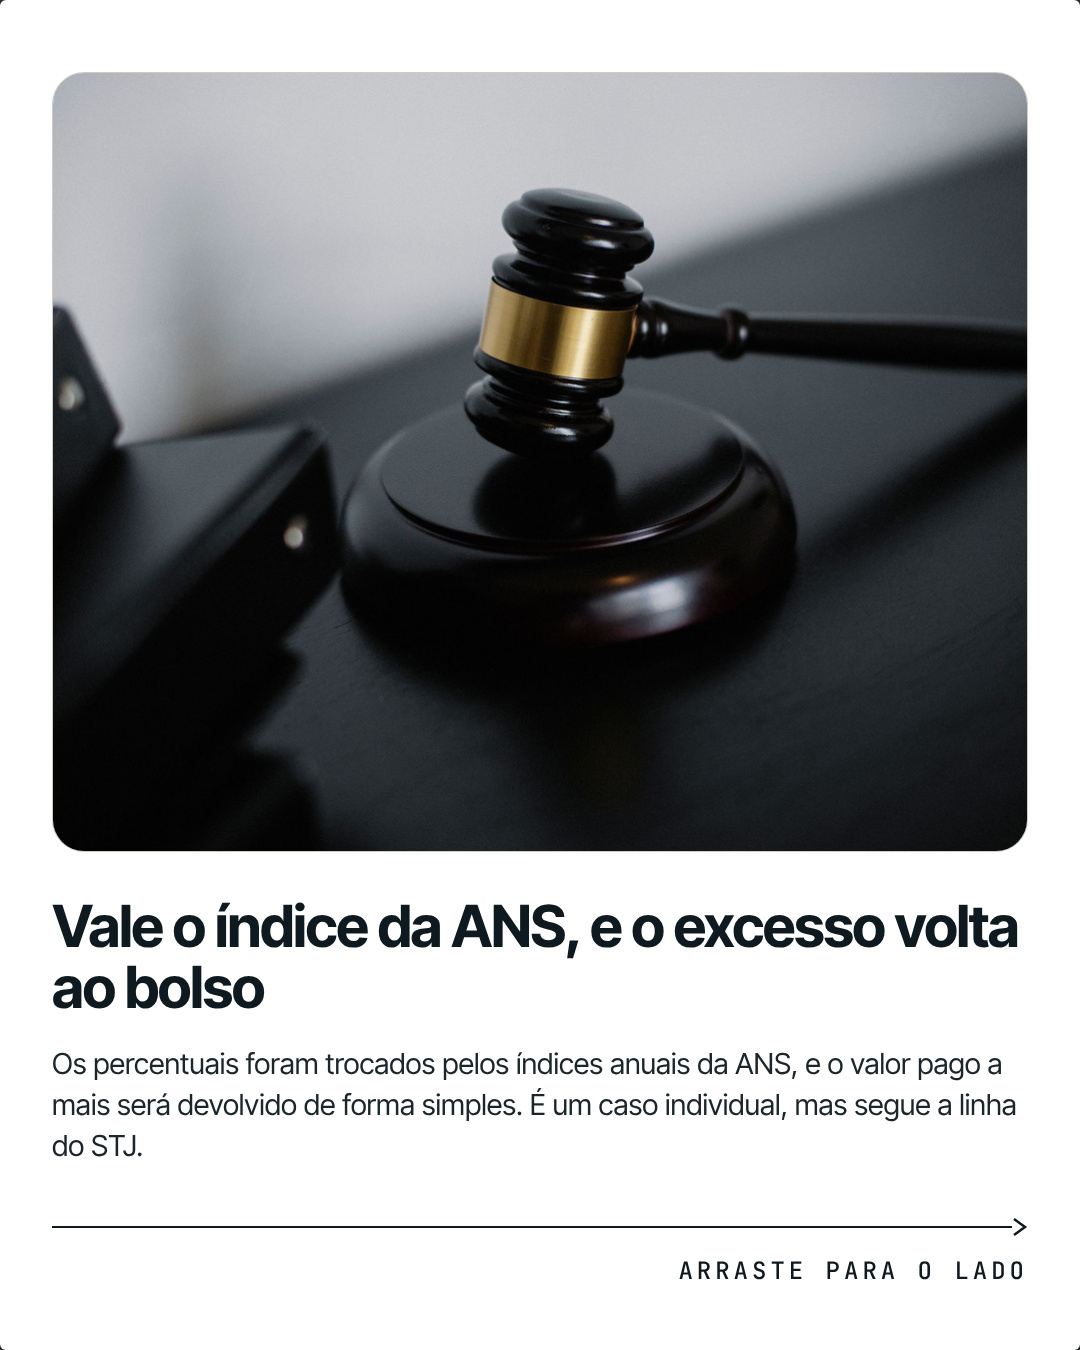 Vale o índice da ANS, e o excesso volta
ao bolso
Os percentuais foram trocados pelos índices anuais da ANS, e o valor pago a
mais será devolvido de forma simples. É um caso individual, mas segue a linha
do STJ.
ARRASTE PARA O LADO